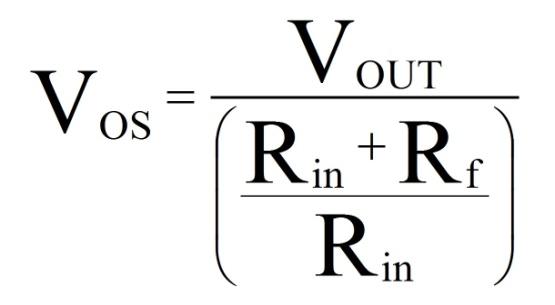 V_OS = V_OUT / ((R_in + R_f) / R_in)